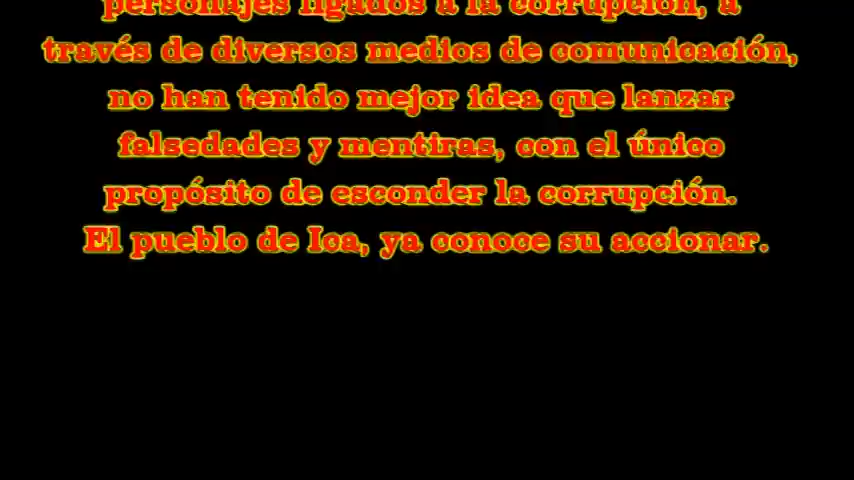 personajes ligados a la corrupción, a
través de diversos medios de comunicación,
no han tenido mejor idea que lanzar
falsedades y mentiras, con el único
propósito de esconder la corrupción.
El pueblo de Ica, ya conoce su accionar.